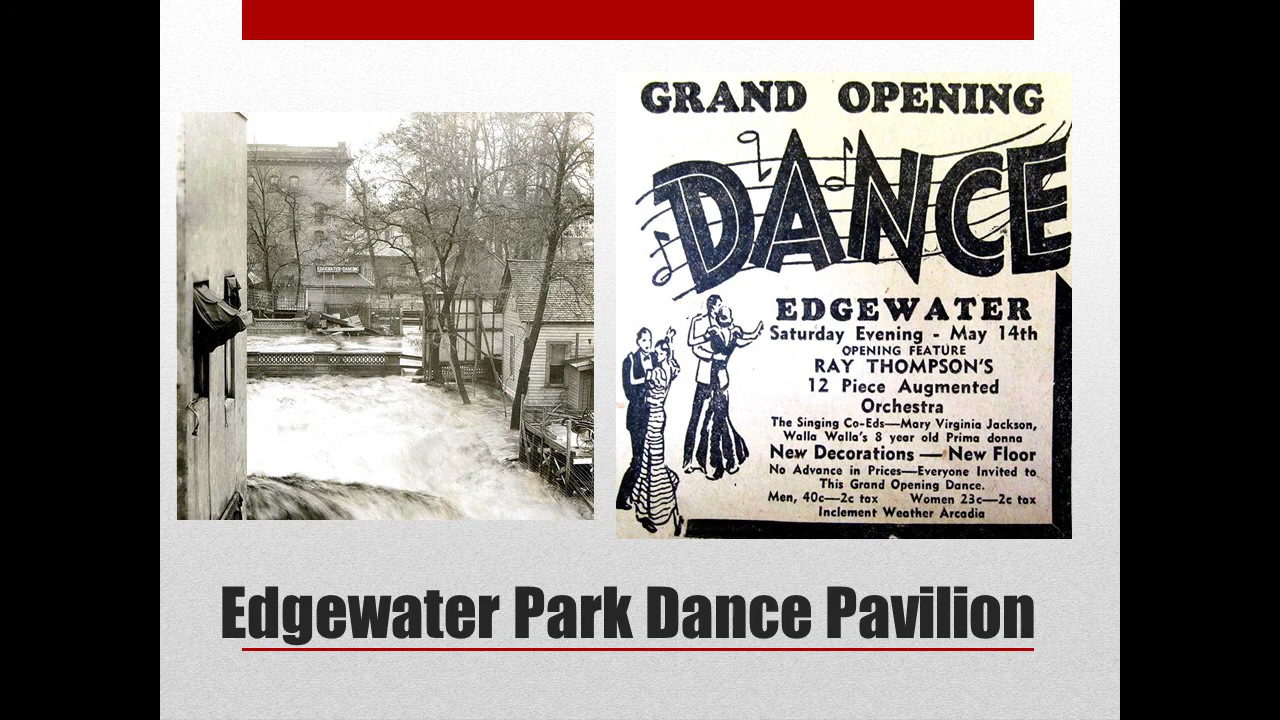 EDGEWATER-DANCING
GRAND OPENING
DANCE
EDGEWATER
Saturday Evening - May 14th
OPENING FEATURE
RAY THOMPSON'S
12 Piece Augmented
Orchestra
The Singing Co-Eds—Mary Virginia Jackson,
Walla Walla's 8 year old Prima donna
New Decorations — New Floor
No Advance in Prices—Everyone Invited to
This Grand Opening Dance.
Men, 40c—2c tax Women 23c—2c tax
Inclement Weather Arcadia
Edgewater Park Dance Pavilion